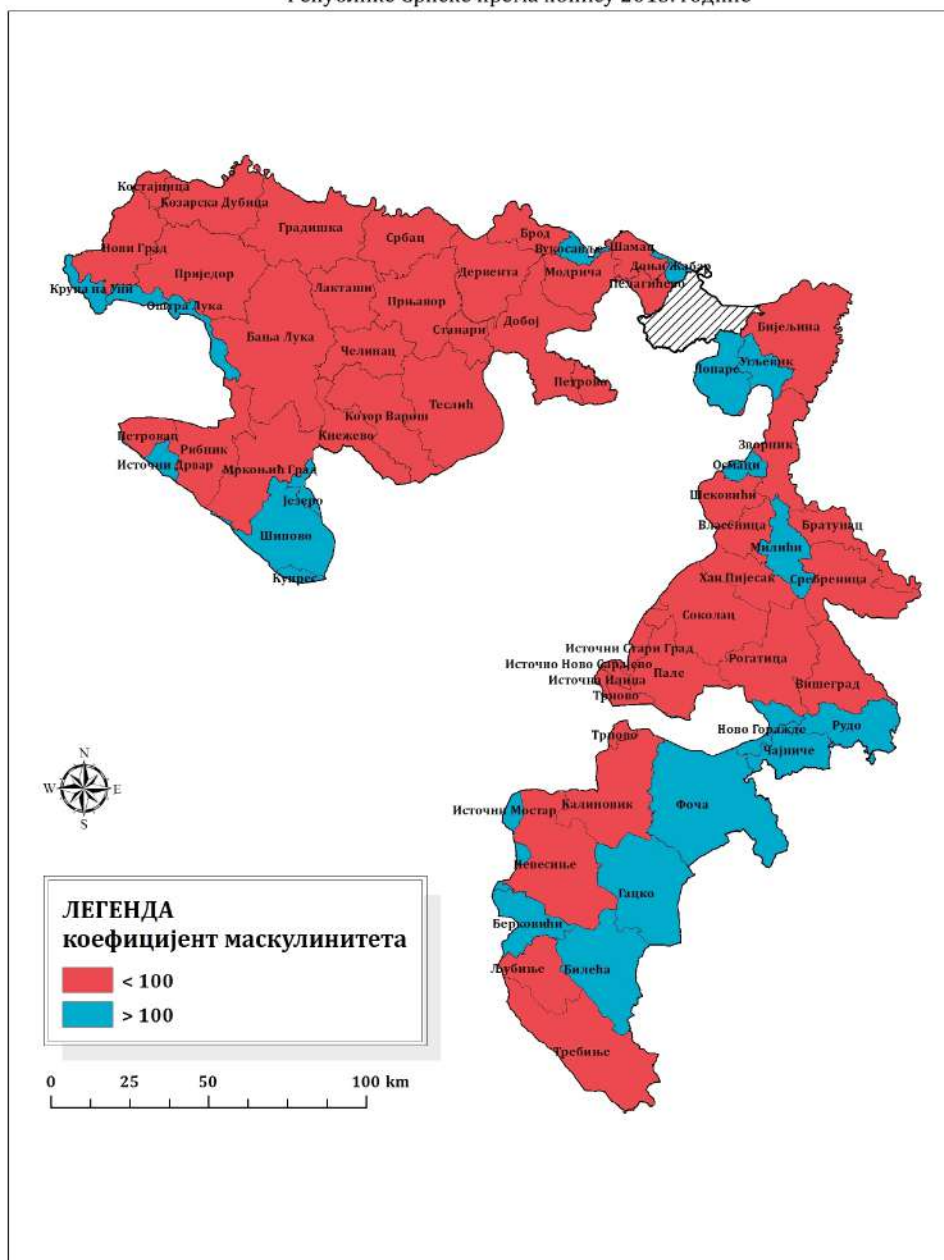 Републике Српске према попису 2013. године
Костајница
Козарска Дубица
Градишка
Србац
Брод
Вукосавље
Шамац
Доњи Жабар
Нови Град
Приједор
Дервента
Модрича
Пелагићево
Крупа на Уни
Оштра Лука
Лакташи
Прњавор
Станари
Добој
Бијељина
Бања Лука
Челинац
Лопаре
Угљевик
Петрово
Теслић
Котор Варош
Кнежево
Петровац
Рибник
Источни Дрвар
Мркоњић Град
Језеро
Шипово
Купрес
Зворник
Осмаци
Шековићи
Власеница
Братунац
Милићи
Хан Пијесак
Сребреница
Соколац
Источни Стари Град
Источно Ново Сарајево
Пале
Рогатица
Источна Илиџа
Вишеград
Трново
Ново Горажде
Рудо
Трново
Чајниче
N
W
E
S
Источни Мостар
Калиновик
Фоча
Невесиње
Гацко
Берковићи
Љубиње
Билећа
Требиње
ЛЕГЕНДА
коефицијент маскулинитета
< 100
> 100
0 25 50 100 km